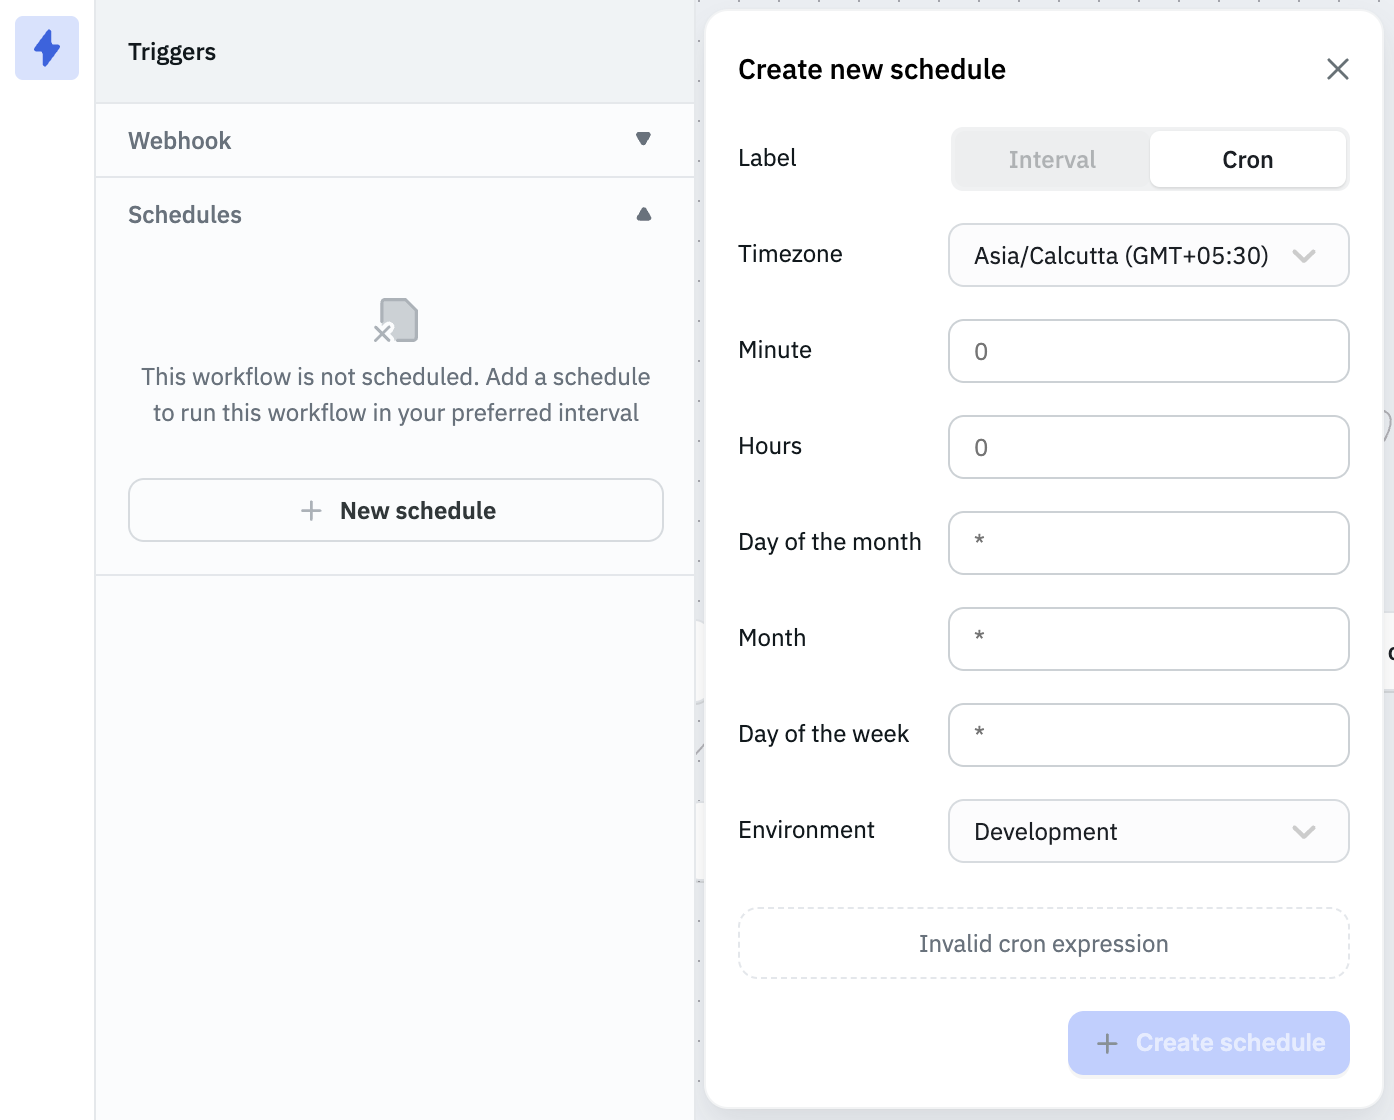 Triggers
Webhook
Schedules
This workflow is not scheduled. Add a schedule
to run this workflow in your preferred interval
New schedule
Create new schedule
Label
Interval
Cron
Timezone
Asia/Calcutta (GMT+05:30)
Minute
0
Hours
0
Day of the month
*
Month
*
Day of the week
*
Environment
Development
Invalid cron expression
Create schedule